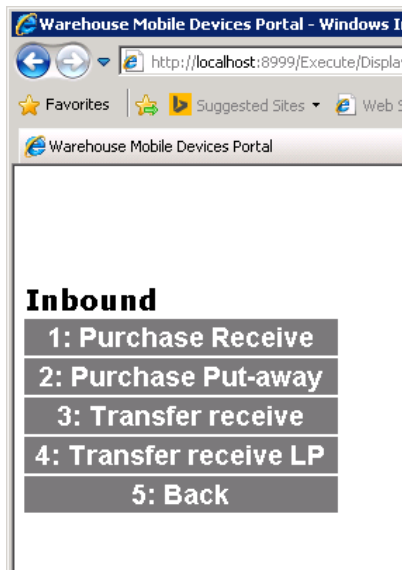 Warehouse Mobile Devices Portal - Windows
http://localhost:8999/Execute/
Favorites Suggested Sites Web
Warehouse Mobile Devices Portal
Inbound
1: Purchase Receive
2: Purchase Put-away
3: Transfer receive
4: Transfer receive LP
5: Back